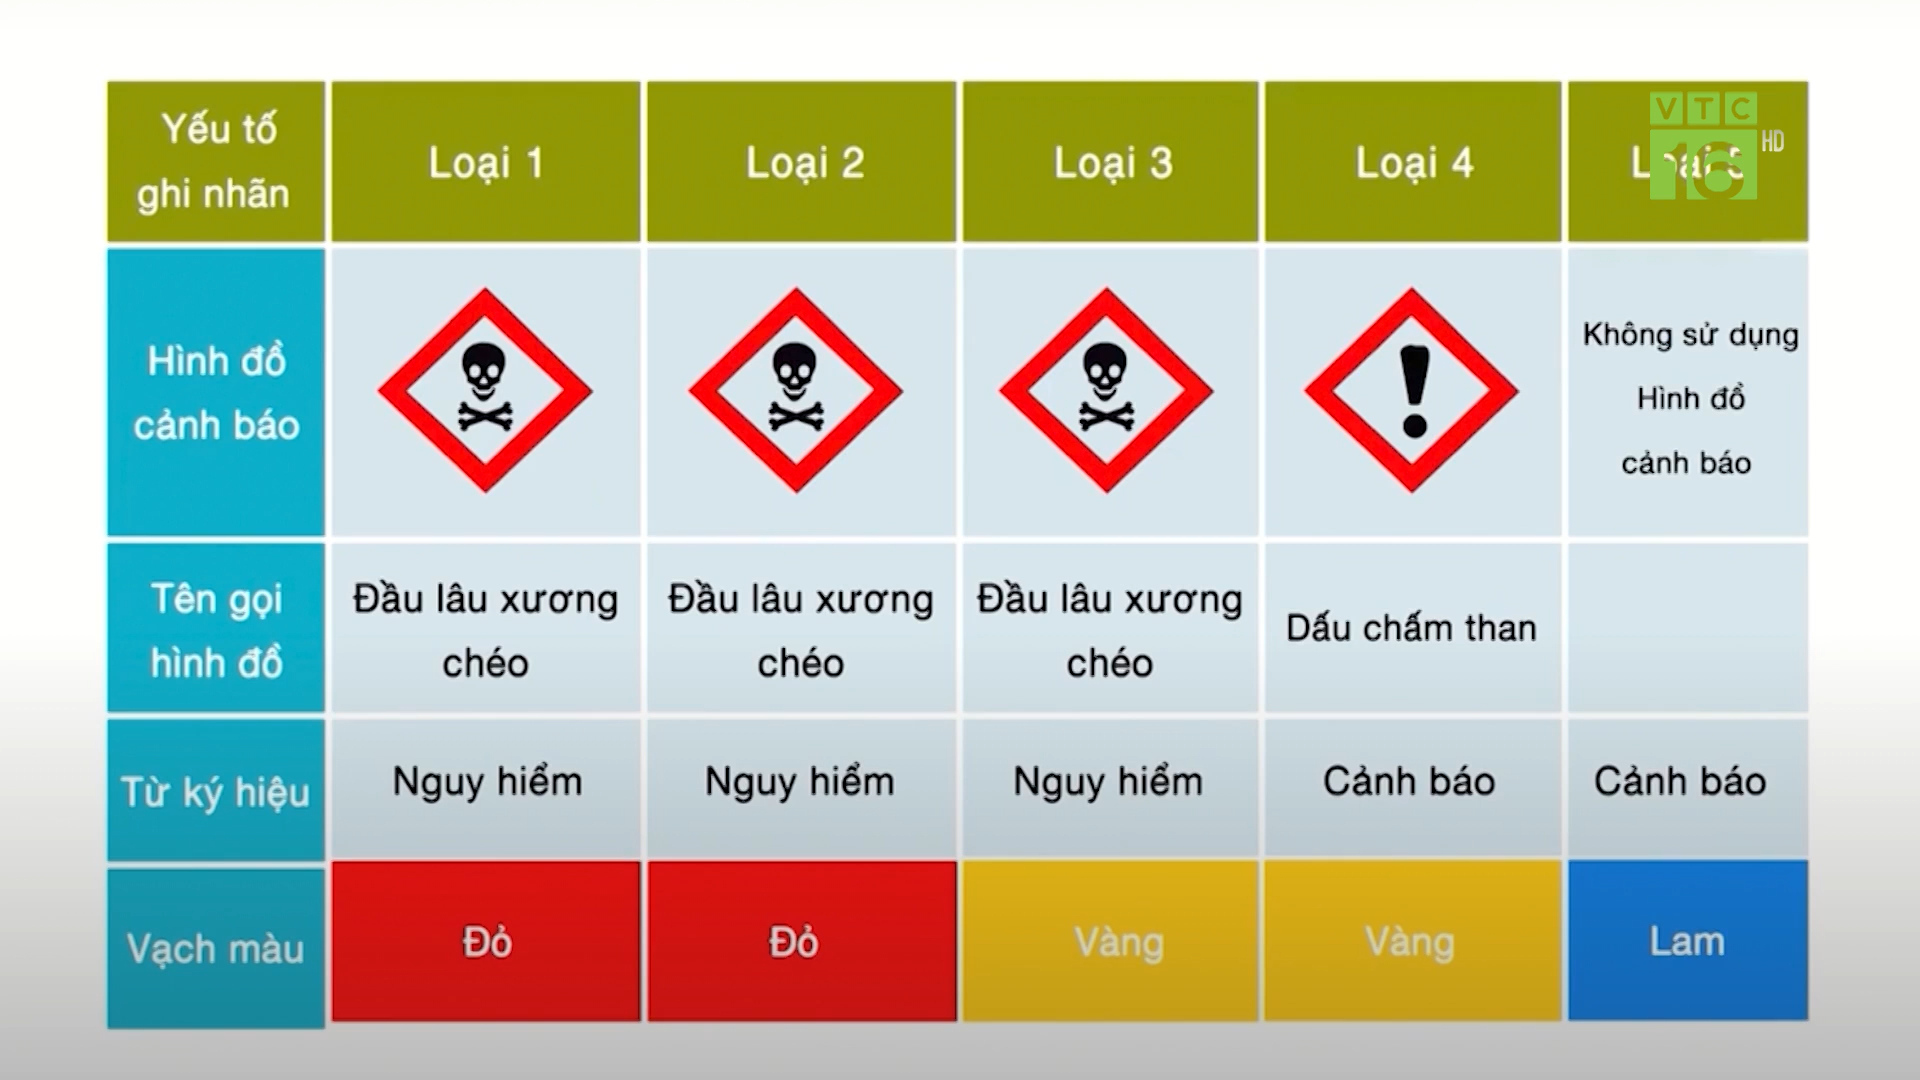 Yếu tố
ghi nhãn
Loại 1
Loại 2
Loại 3
Loại 4
Loại 5
VTC
16
HD
Hình đồ
cảnh báo
Không sử dụng
Hình đồ
cảnh báo
Tên gọi
hình đồ
Đầu lâu xương
chéo
Đầu lâu xương
chéo
Đầu lâu xương
chéo
Dấu chấm than
Từ ký hiệu
Nguy hiểm
Nguy hiểm
Nguy hiểm
Cảnh báo
Cảnh báo
Vạch màu
Đỏ
Đỏ
Vàng
Vàng
Lam